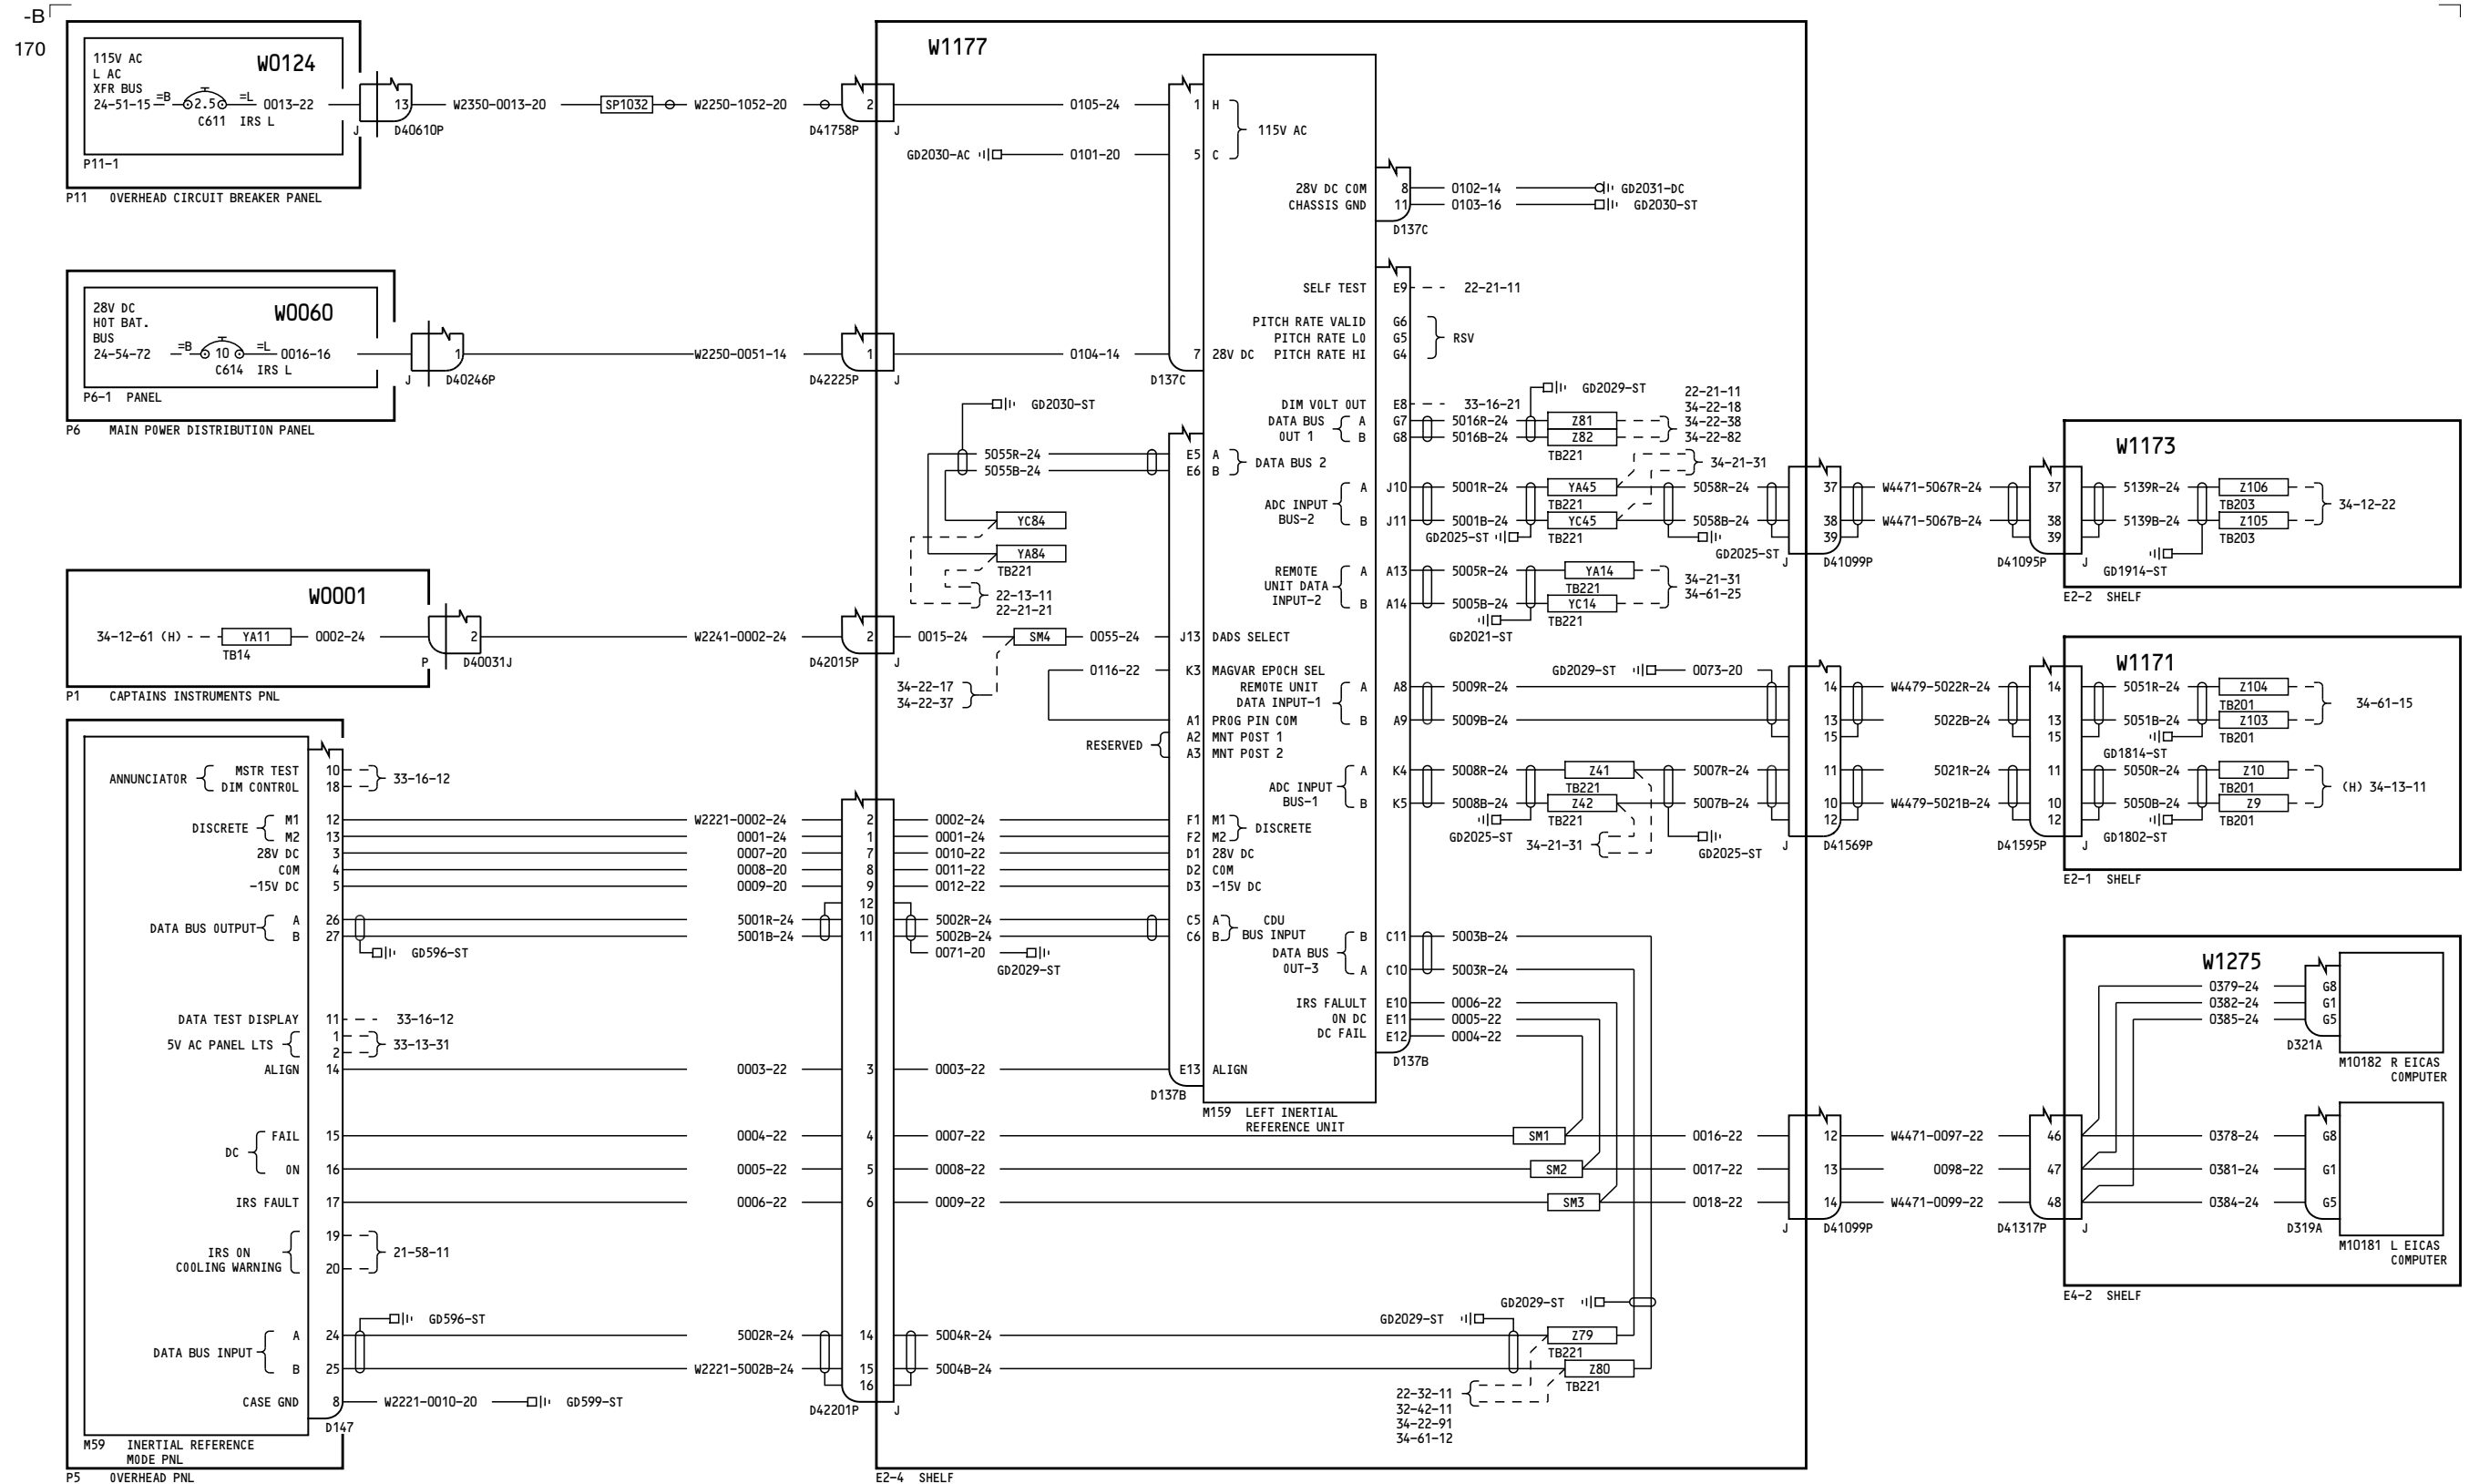 -B
170
W0124
115V AC
L AC
XFR BUS
24-51-15
=B
2.5
=L
0013-22
C611 IRS L
P11-1
P11 OVERHEAD CIRCUIT BREAKER PANEL
13
J
D40610P
W2350-0013-20
SP1032
W2250-1052-20
2
D41758P
J
W0060
28V DC
HOT BAT.
BUS
24-54-72
=B
10
=L
0016-16
C614 IRS L
P6-1 PANEL
P6 MAIN POWER DISTRIBUTION PANEL
1
J
D40246P
W2250-0051-14
1
D42225P
J
W0001
34-12-61 (H)
YA11
TB14
0002-24
2
P
D40031J
P1 CAPTAINS INSTRUMENTS PNL
W2241-0002-24
2
D42015P
J
ANNUNCIATOR
MSTR TEST
DIM CONTROL
10
18
33-16-12
DISCRETE
M1 12 W2221-0002-24 2 0002-24 F1 M1
M2 13 0001-24 1 0001-24 F2 M2
DISCRETE
28V DC 3 0007-20 7 0010-22 D1 28V DC
COM 4 0008-20 8 0011-22 D2 COM
-15V DC 5 0009-20 9 0012-22 D3 -15V DC
12
DATA BUS OUTPUT
A 26 5001R-24 10 5002R-24 C5 A
B 27 5001B-24 11 5002B-24 C6 B
CDU
BUS INPUT
GD596-ST
0071-20
GD2029-ST
DATA TEST DISPLAY 11 33-16-12
5V AC PANEL LTS
1
2
33-13-31
ALIGN 14 0003-22 3 0003-22 E13 ALIGN
D137B
DC
FAIL 15 0004-22 4 0007-22 SM1 0016-22 12 W4471-0097-22 46 0378-24 G8
ON 16 0005-22 5 0008-22 SM2 0017-22 13 0098-22 47 0381-24 G1
IRS FAULT 17 0006-22 6 0009-22 SM3 0018-22 14 W4471-0099-22 48 0384-24 G5
J
D41099P
D41317P
J
D319A
IRS ON
COOLING WARNING
19
20
21-58-11
GD596-ST
DATA BUS INPUT
A 24 5002R-24 14 5004R-24
B 25 W2221-5002B-24 15 5004B-24
16
CASE GND 8 W2221-0010-20 GD599-ST
D147
D42201P
J
M59 INERTIAL REFERENCE
MODE PNL
P5 OVERHEAD PNL
E2-4 SHELF
W1177
0105-24
1 H
GD2030-AC
0101-20
5 C
115V AC
28V DC COM 8 0102-14 GD2031-DC
CHASSIS GND 11 0103-16 GD2030-ST
D137C
SELF TEST E9 22-21-11
PITCH RATE VALID G6
PITCH RATE LO G5
PITCH RATE HI G4
RSV
0104-14
7 28V DC
D137C
GD2030-ST
5055R-24 E5 A
5055B-24 E6 B
DATA BUS 2
YC84
YA84
TB221
22-13-11
22-21-21
0015-24
SM4
0055-24
J13 DADS SELECT
34-22-17
34-22-37
0116-22
K3 MAGVAR EPOCH SEL
A1 PROG PIN COM
RESERVED
A2 MNT POST 1
A3 MNT POST 2
DIM VOLT OUT E8 33-16-21
DATA BUS
OUT 1
A G7 5016R-24 Z81
B G8 5016B-24 Z82
TB221
GD2029-ST
22-21-11
34-22-18
34-22-38
34-22-82
ADC INPUT
BUS-2
A J10 5001R-24 YA45 5058R-24 37 W4471-5067R-24 37 5139R-24 Z106
TB221
TB203
B J11 5001B-24 YC45 5058B-24 38 W4471-5067B-24 38 5139B-24 Z105
39
39
GD2025-ST
TB221
GD2025-ST
34-21-31
J
D41099P
D41095P
J
GD1914-ST
TB203
34-12-22
W1173
E2-2 SHELF
REMOTE
UNIT DATA
INPUT-2
A A13 5005R-24 YA14
TB221
B A14 5005B-24 YC14
TB221
GD2021-ST
34-21-31
34-61-25
GD2029-ST
0073-20
REMOTE UNIT
DATA INPUT-1
A A8 5009R-24 14 W4479-5022R-24 14 5051R-24 Z104
TB201
B A9 5009B-24 13 5022B-24 13 5051B-24 Z103
15
15
GD1814-ST
TB201
34-61-15
ADC INPUT
BUS-1
A K4 5008R-24 Z41 5007R-24 11 5021R-24 11 5050R-24 Z10
TB221
TB201
B K5 5008B-24 Z42 5007B-24 10 W4479-5021B-24 10 5050B-24 Z9
12
12
GD2025-ST
TB221
34-21-31
GD2025-ST
J
D41569P
D41595P
J
GD1802-ST
TB201
(H) 34-13-11
W1171
E2-1 SHELF
DATA BUS
OUT-3
B C11 5003B-24
A C10 5003R-24
IRS FALULT E10 0006-22
ON DC E11 0005-22
DC FAIL E12 0004-22
D137B
M159 LEFT INERTIAL
REFERENCE UNIT
GD2029-ST
GD2029-ST
Z79
TB221
Z80
TB221
22-32-11
32-42-11
34-22-91
34-61-12
W1275
0379-24 G8
0382-24 G1
0385-24 G5
D321A
M10182 R EICAS
COMPUTER
M10181 L EICAS
COMPUTER
E4-2 SHELF